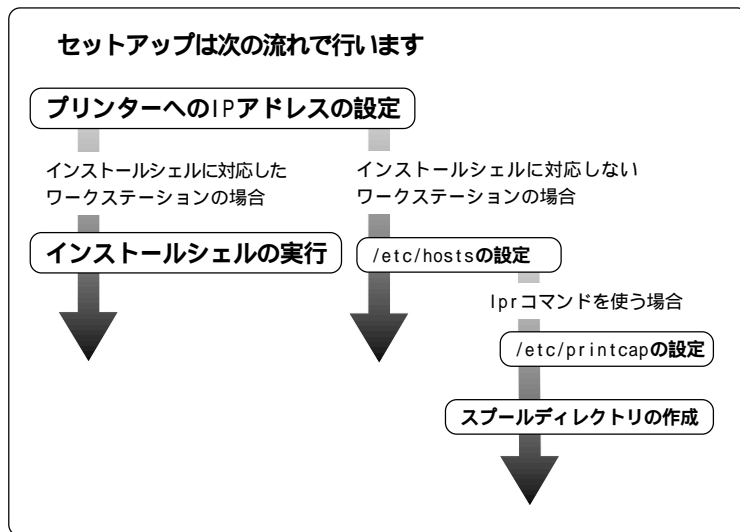 セットアップは次の流れで行います
プリンターへのIPアドレスの設定
インストールシェルに対応した
ワークステーションの場合
インストールシェルの実行
インストールシェルに対応しない
ワークステーションの場合
/etc/hostsの設定
lprコマンドを使う場合
/etc/printcapの設定
スプールディレクトリの作成